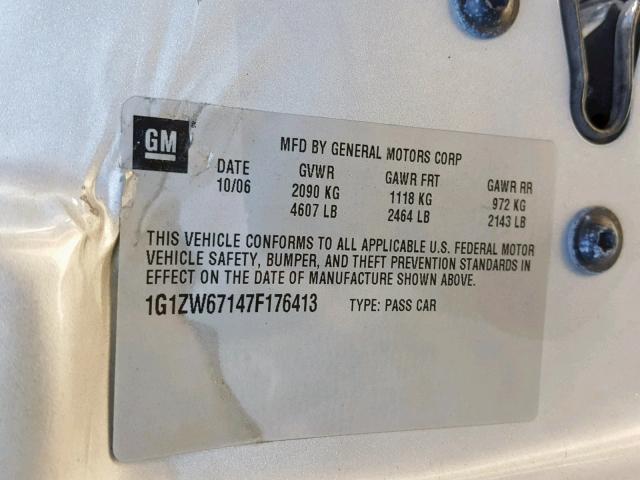 GM
MFD BY GENERAL MOTORS CORP
DATE GVWR GAWR FRT GAWR RR
10/06 2090 KG 1118 KG 972 KG
4607 LB 2464 LB 2143 LB
THIS VEHICLE CONFORMS TO ALL APPLICABLE U.S. FEDERAL MOTOR
VEHICLE SAFETY, BUMPER, AND THEFT PREVENTION STANDARDS IN
EFFECT ON THE DATE OF MANUFACTURE SHOWN ABOVE.
1G1ZW67147F176413 TYPE: PASS CAR